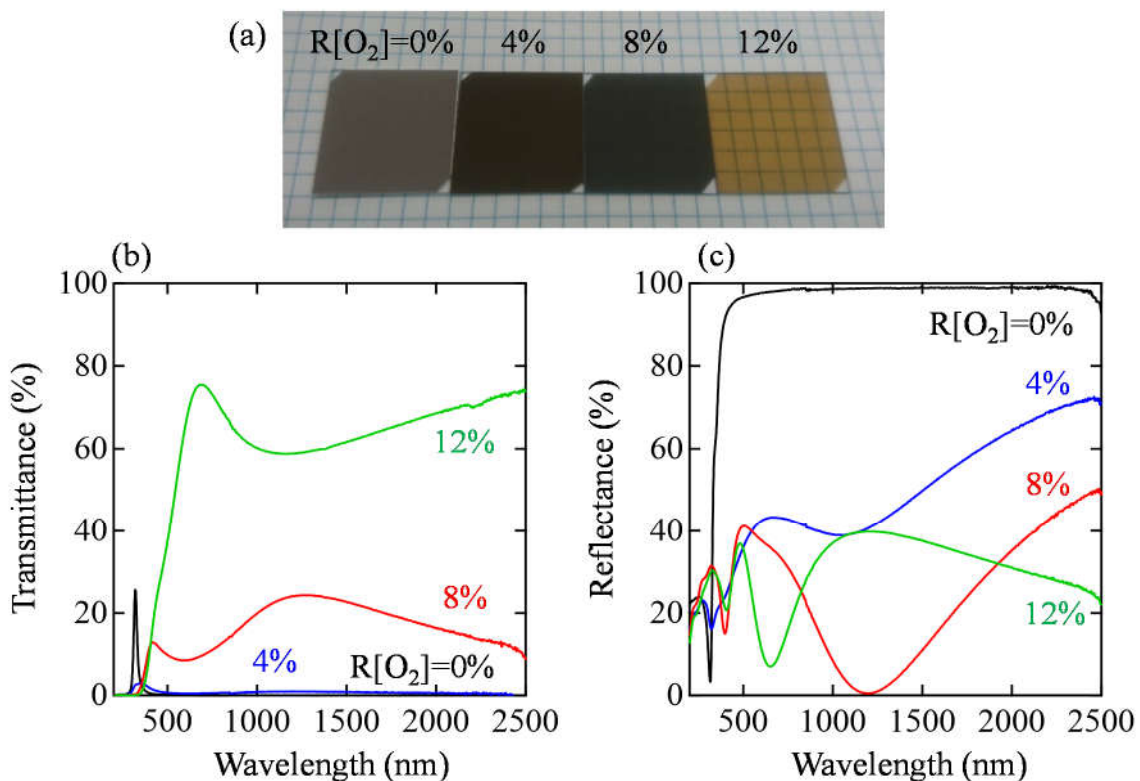 (a) R[O₂]=0% 4% 8% 12%
(b)
100
80
60
40
20
0
Transmittance (%)
12%
8%
4%
R[O₂]=0%
500 1000 1500 2000 2500
Wavelength (nm)
(c)
100
80
60
40
20
0
Reflectance (%)
R[O₂]=0%
4%
8%
12%
500 1000 1500 2000 2500
Wavelength (nm)